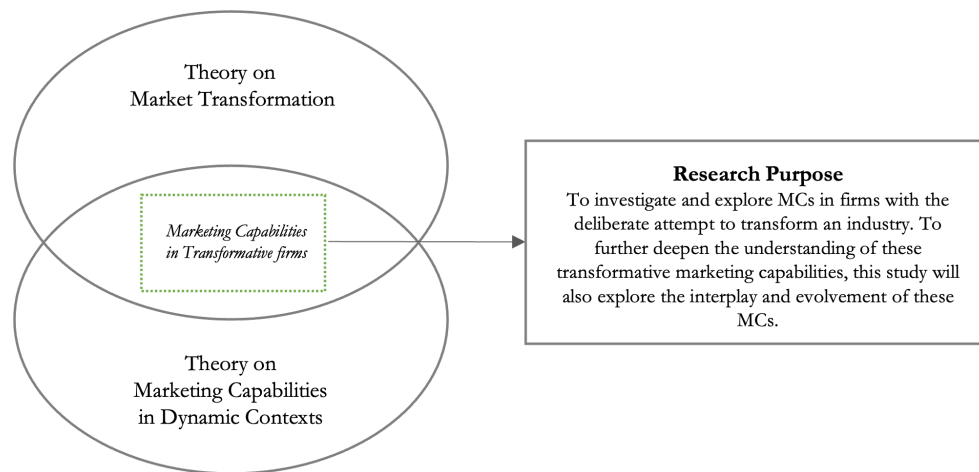 Theory on
Market Transformation
Marketing Capabilities
in Transformative firms
Theory on
Marketing Capabilities
in Dynamic Contexts
Research Purpose
To investigate and explore MCs in firms with the
deliberate attempt to transform an industry. To
further deepen the understanding of these
transformative marketing capabilities, this study will
also explore the interplay and evolvement of these
MCs.